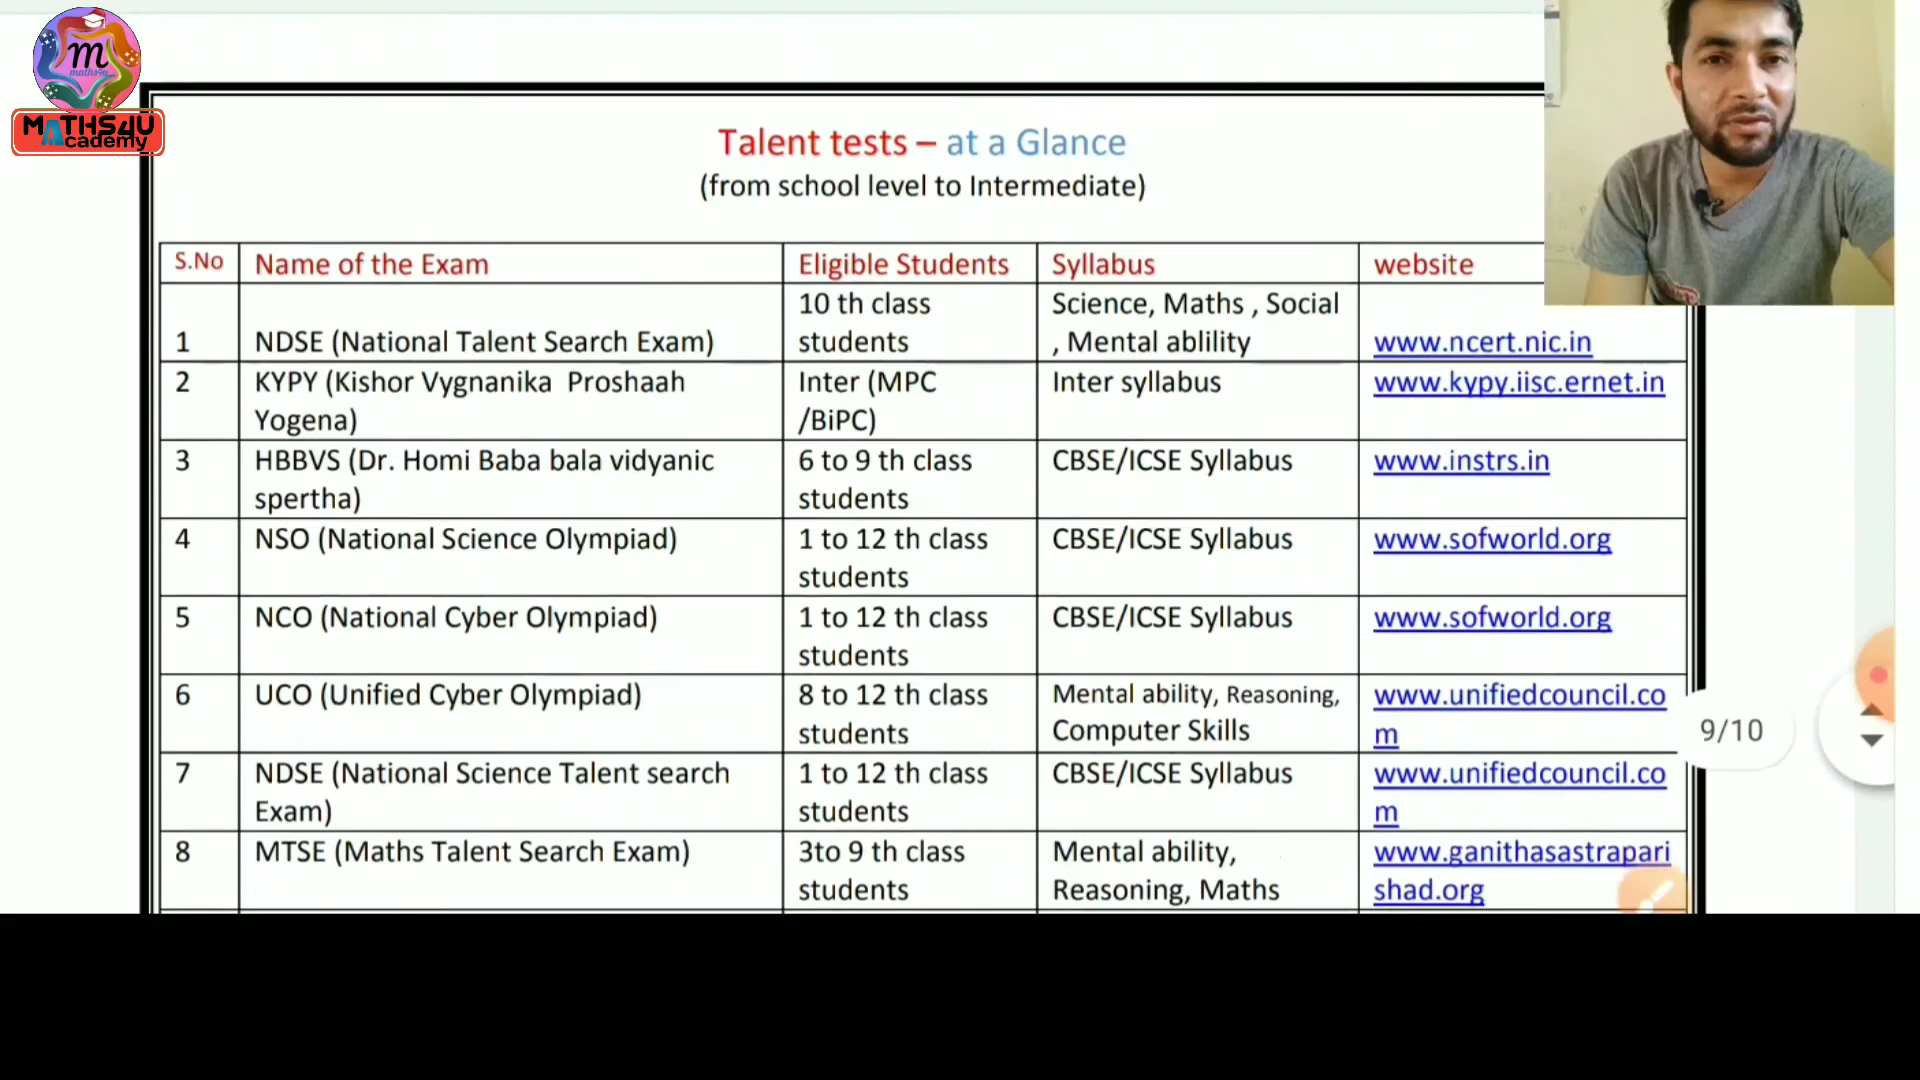 m
maths4u
MATHS4U
Academy
Talent tests – at a Glance
(from school level to Intermediate)
S.No Name of the Exam Eligible Students Syllabus website
1 NDSE (National Talent Search Exam) 10 th class students Science, Maths , Social , Mental ablility www.ncert.nic.in
2 KYPY (Kishor Vygnanika Proshaah Yogena) Inter (MPC /BiPC) Inter syllabus www.kypy.iisc.ernet.in
3 HBBVS (Dr. Homi Baba bala vidyanic spertha) 6 to 9 th class students CBSE/ICSE Syllabus www.instrs.in
4 NSO (National Science Olympiad) 1 to 12 th class students CBSE/ICSE Syllabus www.sofworld.org
5 NCO (National Cyber Olympiad) 1 to 12 th class students CBSE/ICSE Syllabus www.sofworld.org
6 UCO (Unified Cyber Olympiad) 8 to 12 th class students Mental ability, Reasoning, Computer Skills www.unifiedcouncil.com
7 NDSE (National Science Talent search Exam) 1 to 12 th class students CBSE/ICSE Syllabus www.unifiedcouncil.com
8 MTSE (Maths Talent Search Exam) 3to 9 th class students Mental ability, Reasoning, Maths www.ganithasastraparishad.org
9/10